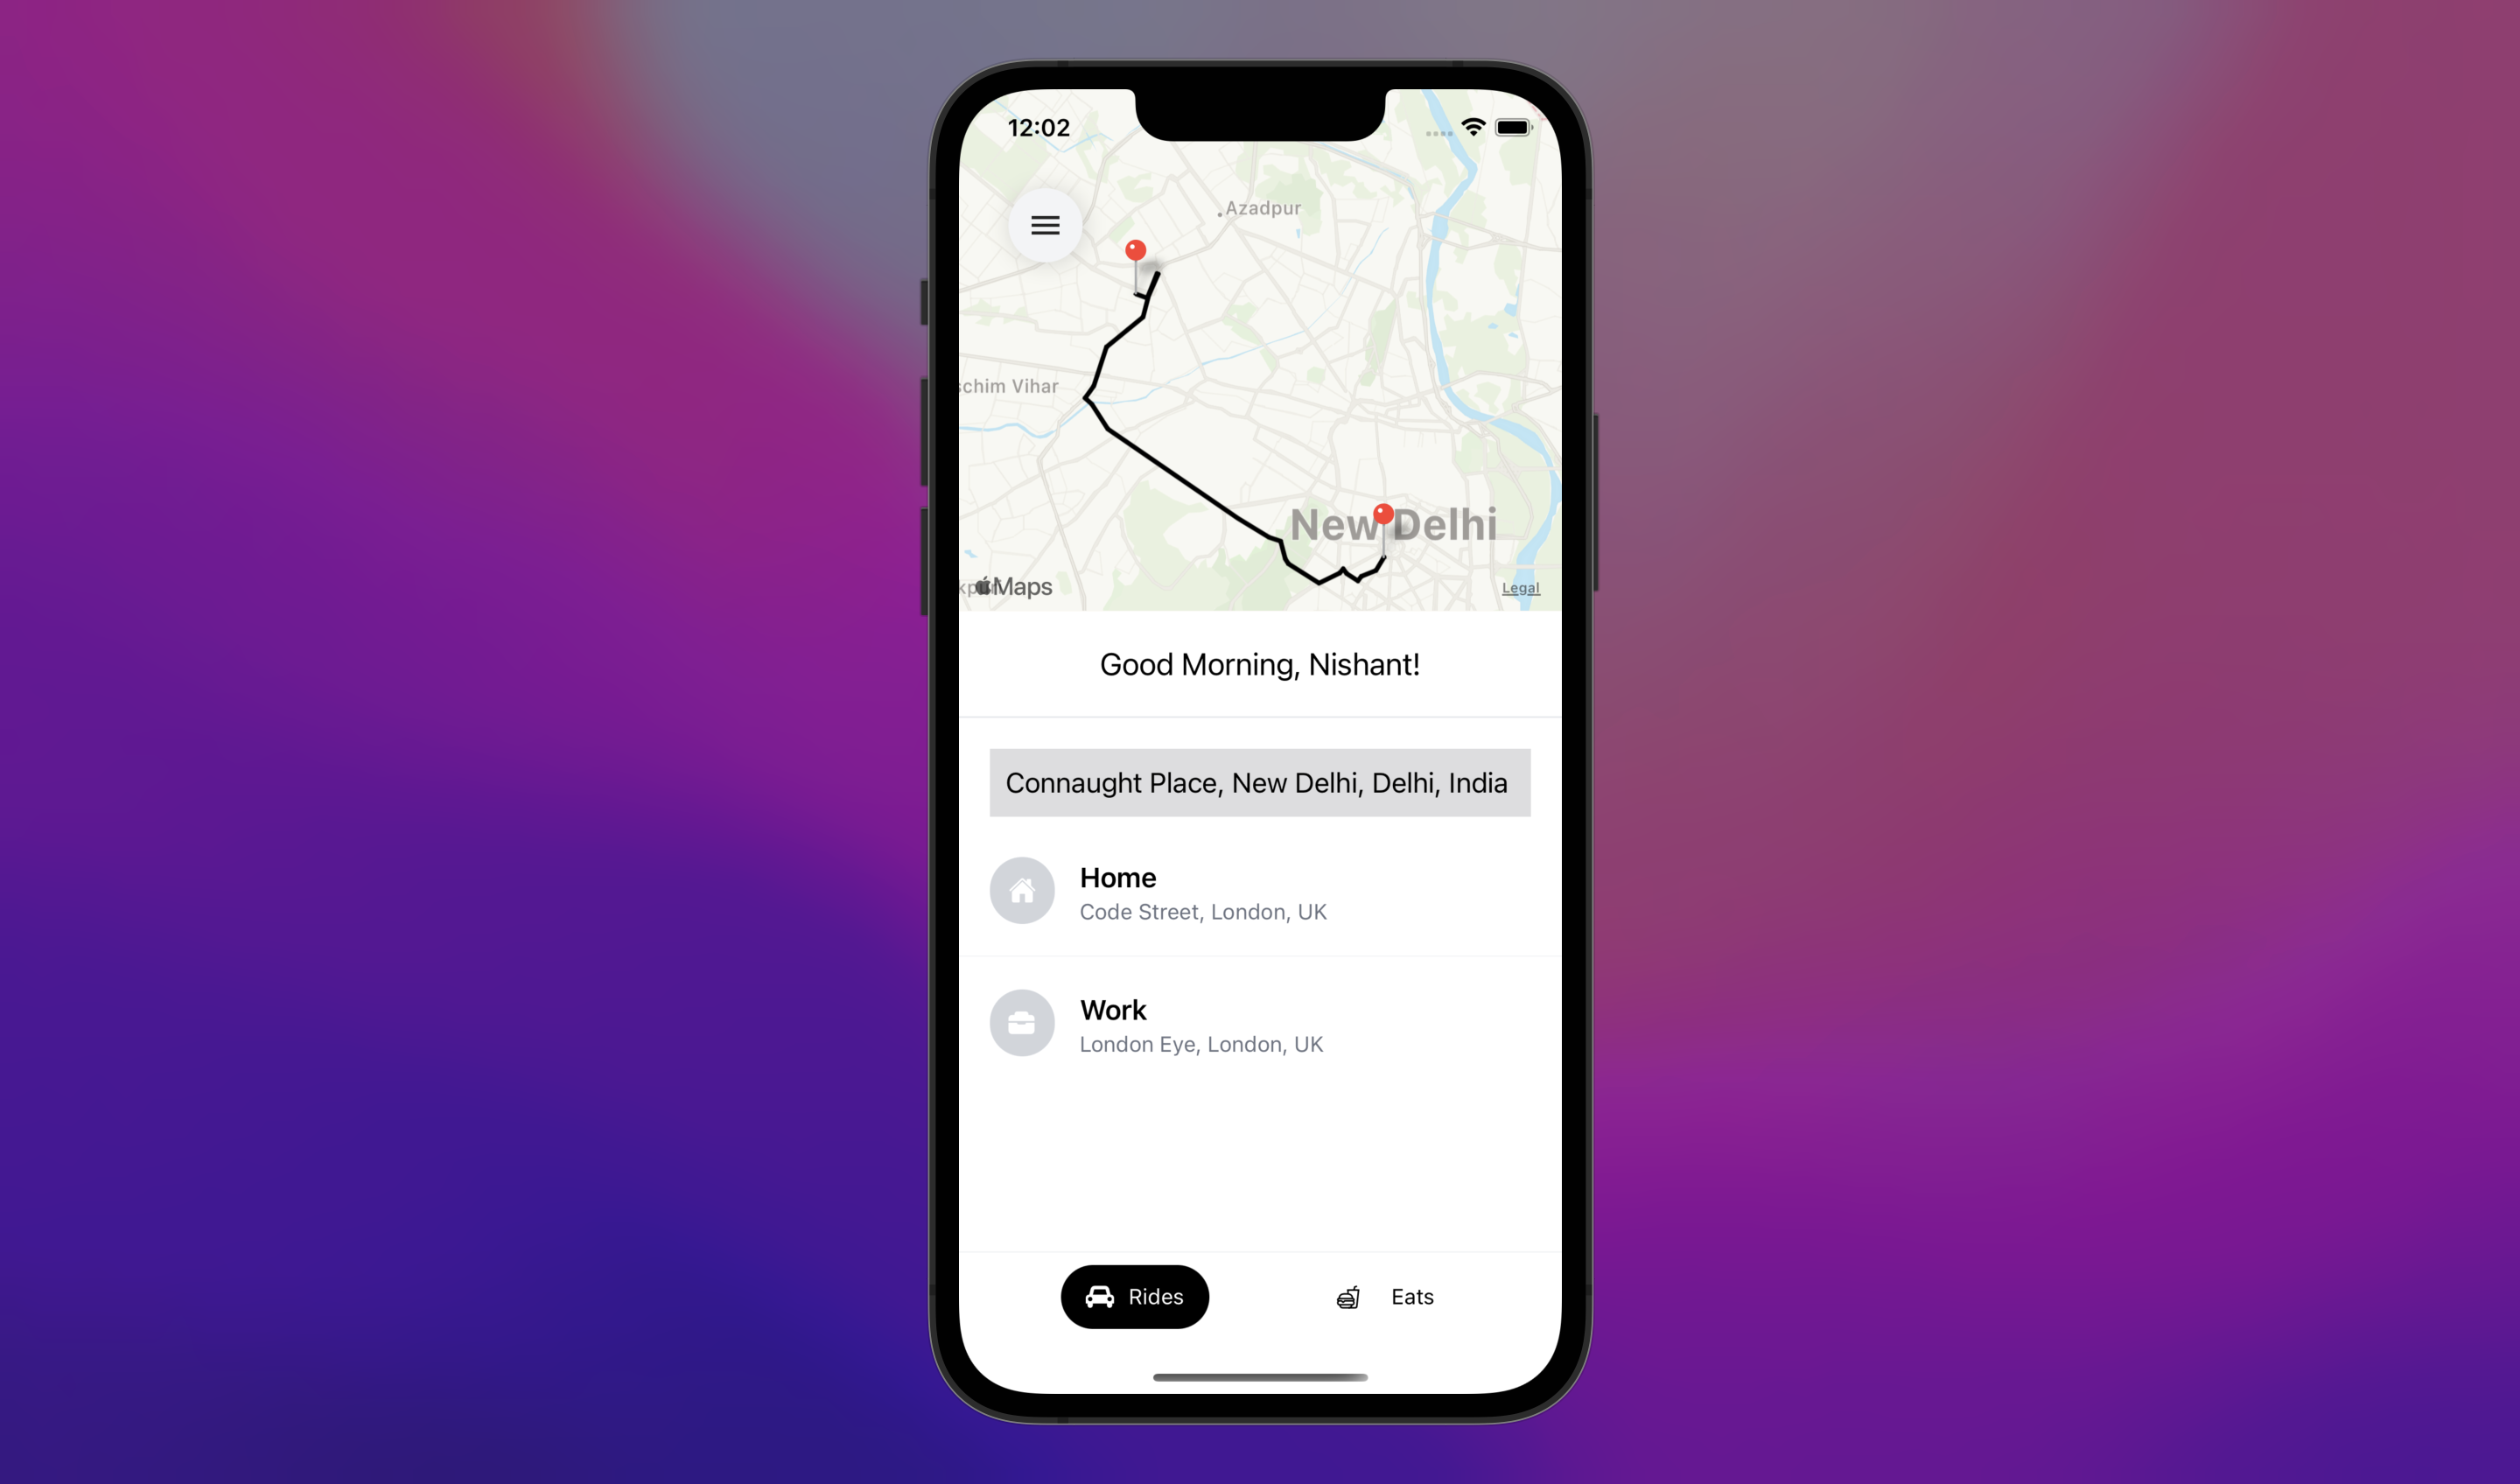 12:02
Azadpur
schim Vihar
New Delhi
Maps
Legal
Good Morning, Nishant!
Connaught Place, New Delhi, Delhi, India
Home
Code Street, London, UK
Work
London Eye, London, UK
Rides
Eats